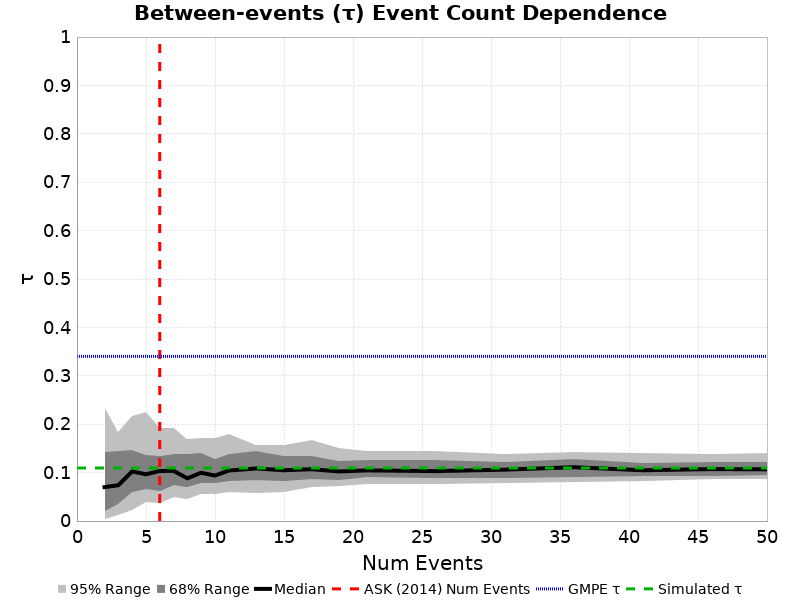 Between-events (τ) Event Count Dependence
1
0.9
0.8
0.7
0.6
0.5
0.4
0.3
0.2
0.1
0
τ
0 5 10 15 20 25 30 35 40 45 50
Num Events
95% Range 68% Range Median ASK (2014) Num Events GMPE τ Simulated τ